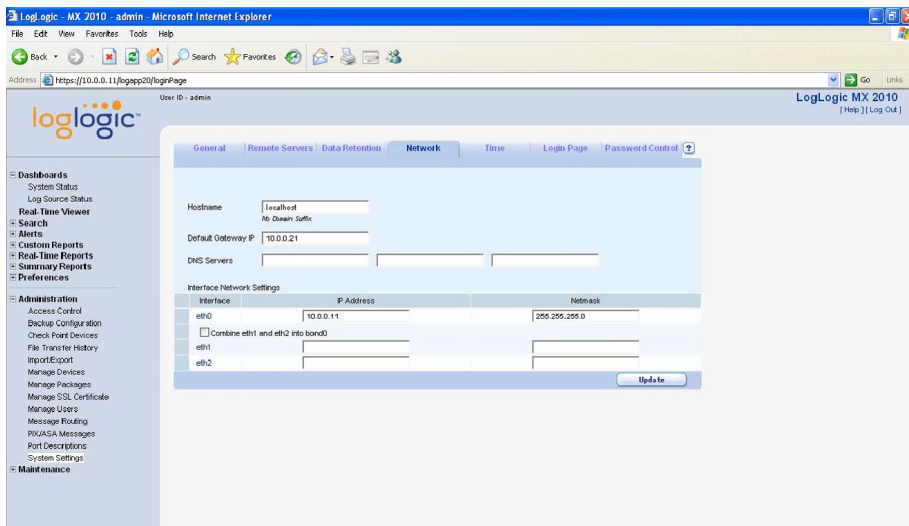 LogLogic - MX 2010 - admin - Microsoft Internet Explorer
File Edit View Favorites Tools Help
Back Search Favorites
Address https://10.0.0.11/logapp20/loginPage Go Links
loglogic™
User ID - admin
LogLogic MX 2010
[ Help ] [ Log Out ]
General Remote Servers Data Retention Network Time Login Page Password Control ?
Dashboards
System Status
Log Source Status
Real-Time Viewer
Search
Alerts
Custom Reports
Real-Time Reports
Summary Reports
Preferences
Administration
Access Control
Backup Configuration
Check Point Devices
File Transfer History
Import/Export
Manage Devices
Manage Packages
Manage SSL Certificate
Manage Users
Message Routing
PIX/ASA Messages
Port Descriptions
System Settings
Maintenance
Hostname localhost
No Domain Suffix
Default Gateway IP 10.0.0.21
DNS Servers
Interface Network Settings
Interface IP Address Netmask
eth0 10.0.0.11 255.255.255.0
Combine eth1 and eth2 into bond0
eth1
eth2
Update